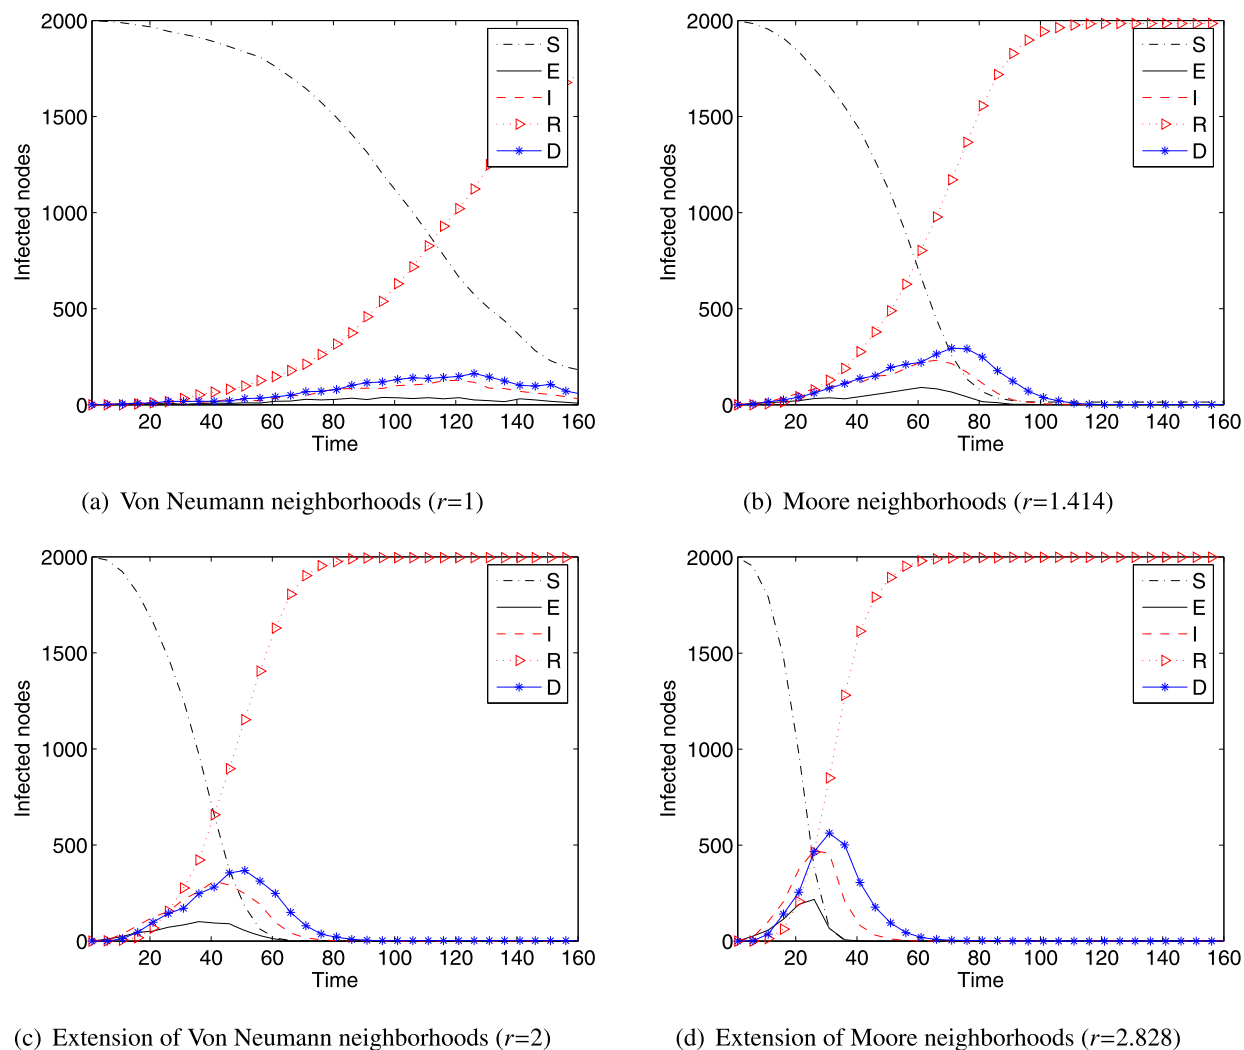 2000
1500
1000
500
0
Infected nodes
20 40 60 80 100 120 140 160
Time
S
E
I
R
D
(a) Von Neumann neighborhoods (r=1)
2000
1500
1000
500
0
Infected nodes
20 40 60 80 100 120 140 160
Time
S
E
I
R
D
(b) Moore neighborhoods (r=1.414)
2000
1500
1000
500
0
Infected nodes
20 40 60 80 100 120 140 160
Time
S
E
I
R
D
(c) Extension of Von Neumann neighborhoods (r=2)
2000
1500
1000
500
0
Infected nodes
20 40 60 80 100 120 140 160
Time
S
E
I
R
D
(d) Extension of Moore neighborhoods (r=2.828)